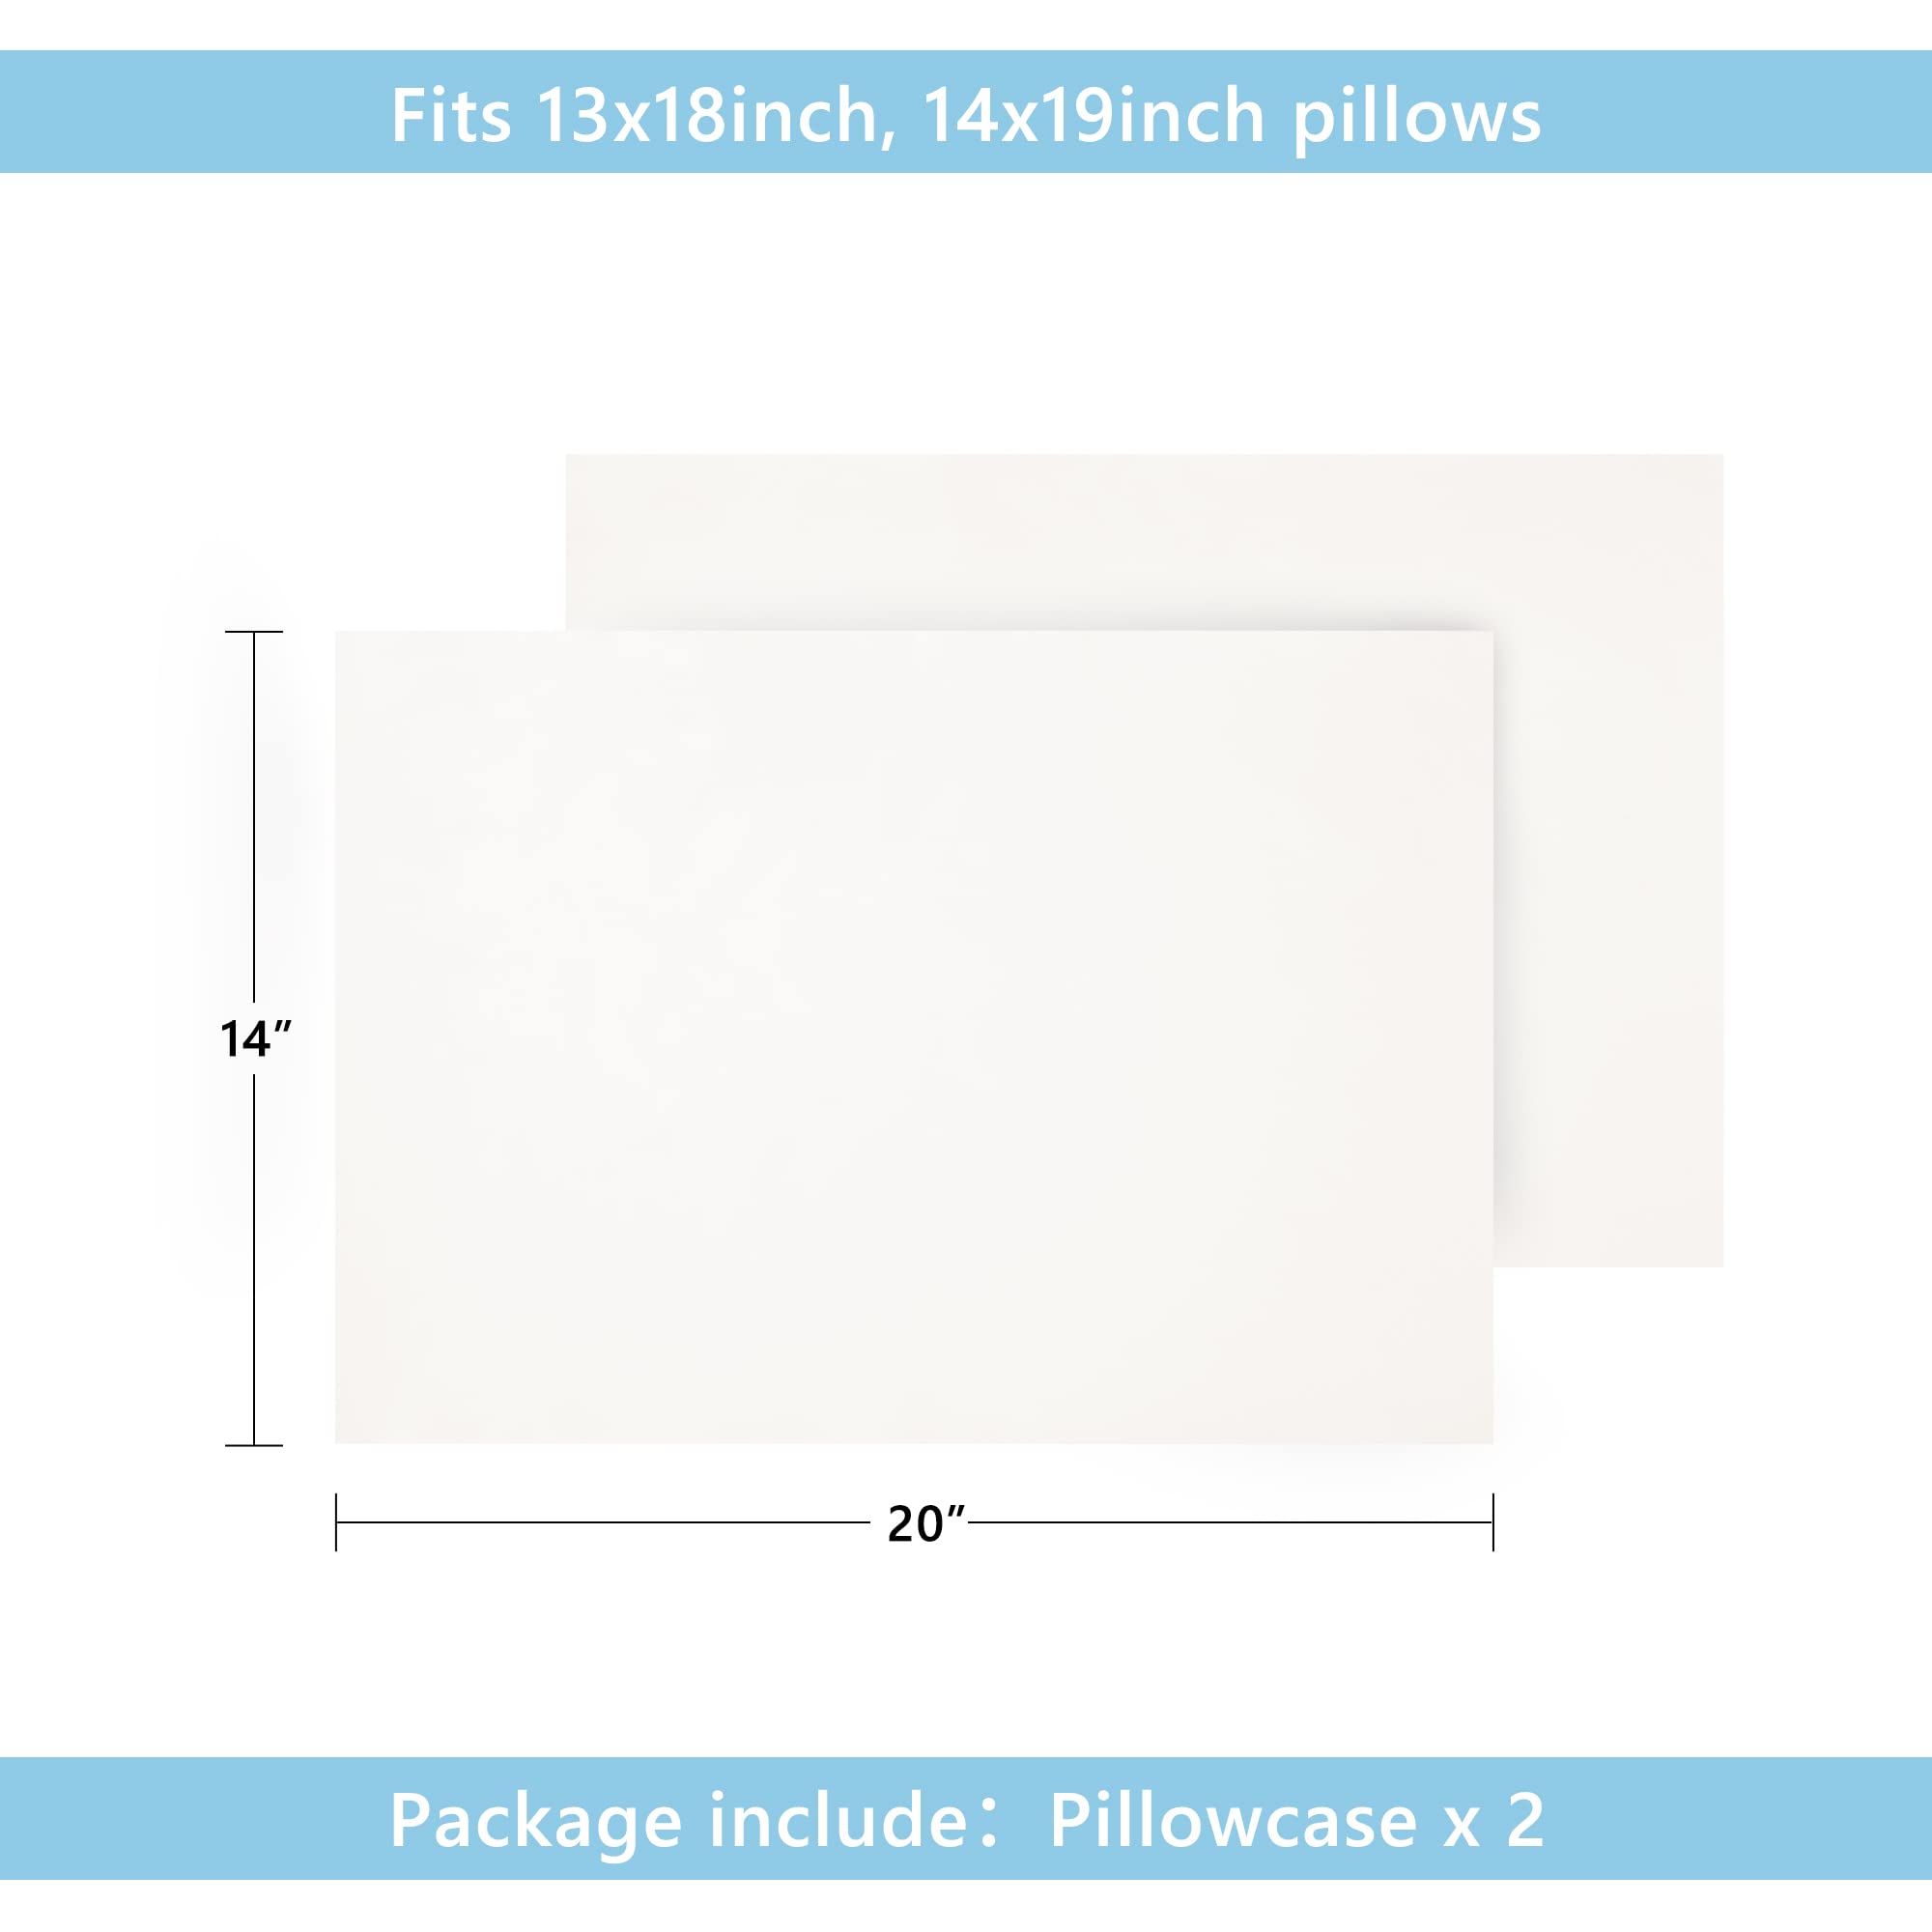 Fits 13x18inch, 14x19inch pillows
14″
20″
Package include： Pillowcase x 2